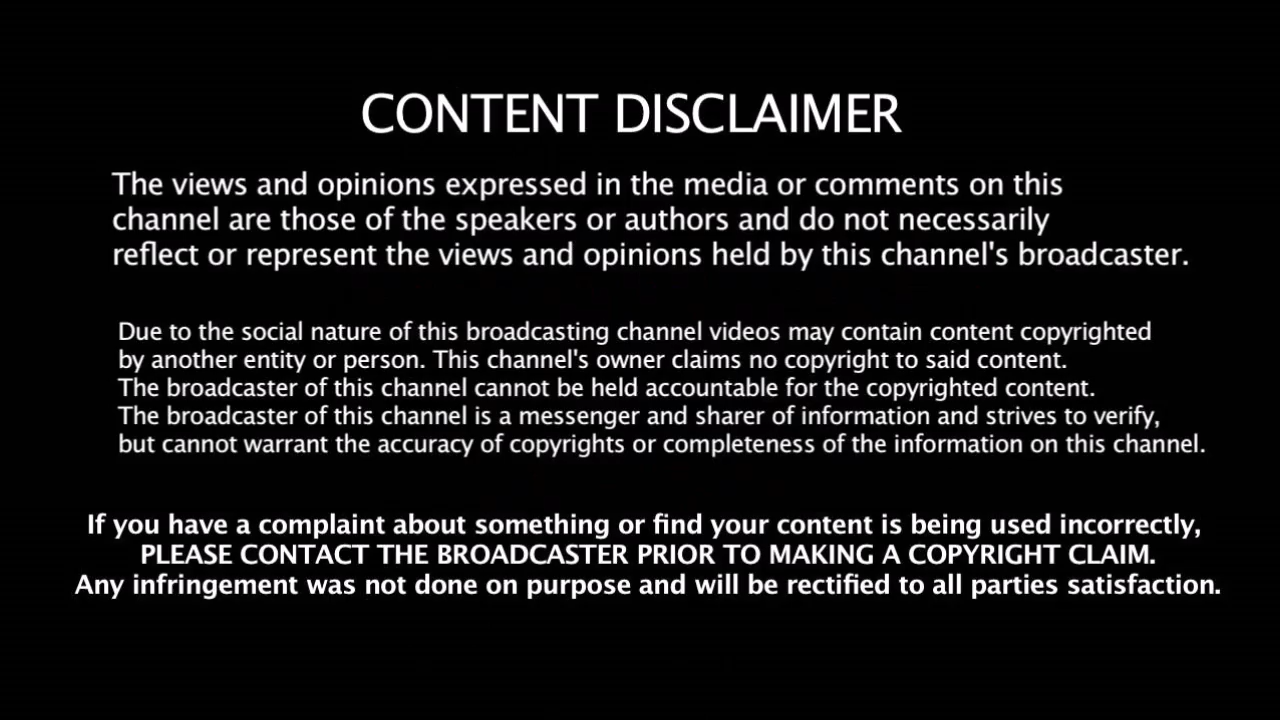 CONTENT DISCLAIMER
The views and opinions expressed in the media or comments on this
channel are those of the speakers or authors and do not necessarily
reflect or represent the views and opinions held by this channel's broadcaster.
Due to the social nature of this broadcasting channel videos may contain content copyrighted
by another entity or person. This channel's owner claims no copyright to said content.
The broadcaster of this channel cannot be held accountable for the copyrighted content.
The broadcaster of this channel is a messenger and sharer of information and strives to verify,
but cannot warrant the accuracy of copyrights or completeness of the information on this channel.
If you have a complaint about something or find your content is being used incorrectly,
PLEASE CONTACT THE BROADCASTER PRIOR TO MAKING A COPYRIGHT CLAIM.
Any infringement was not done on purpose and will be rectified to all parties satisfaction.